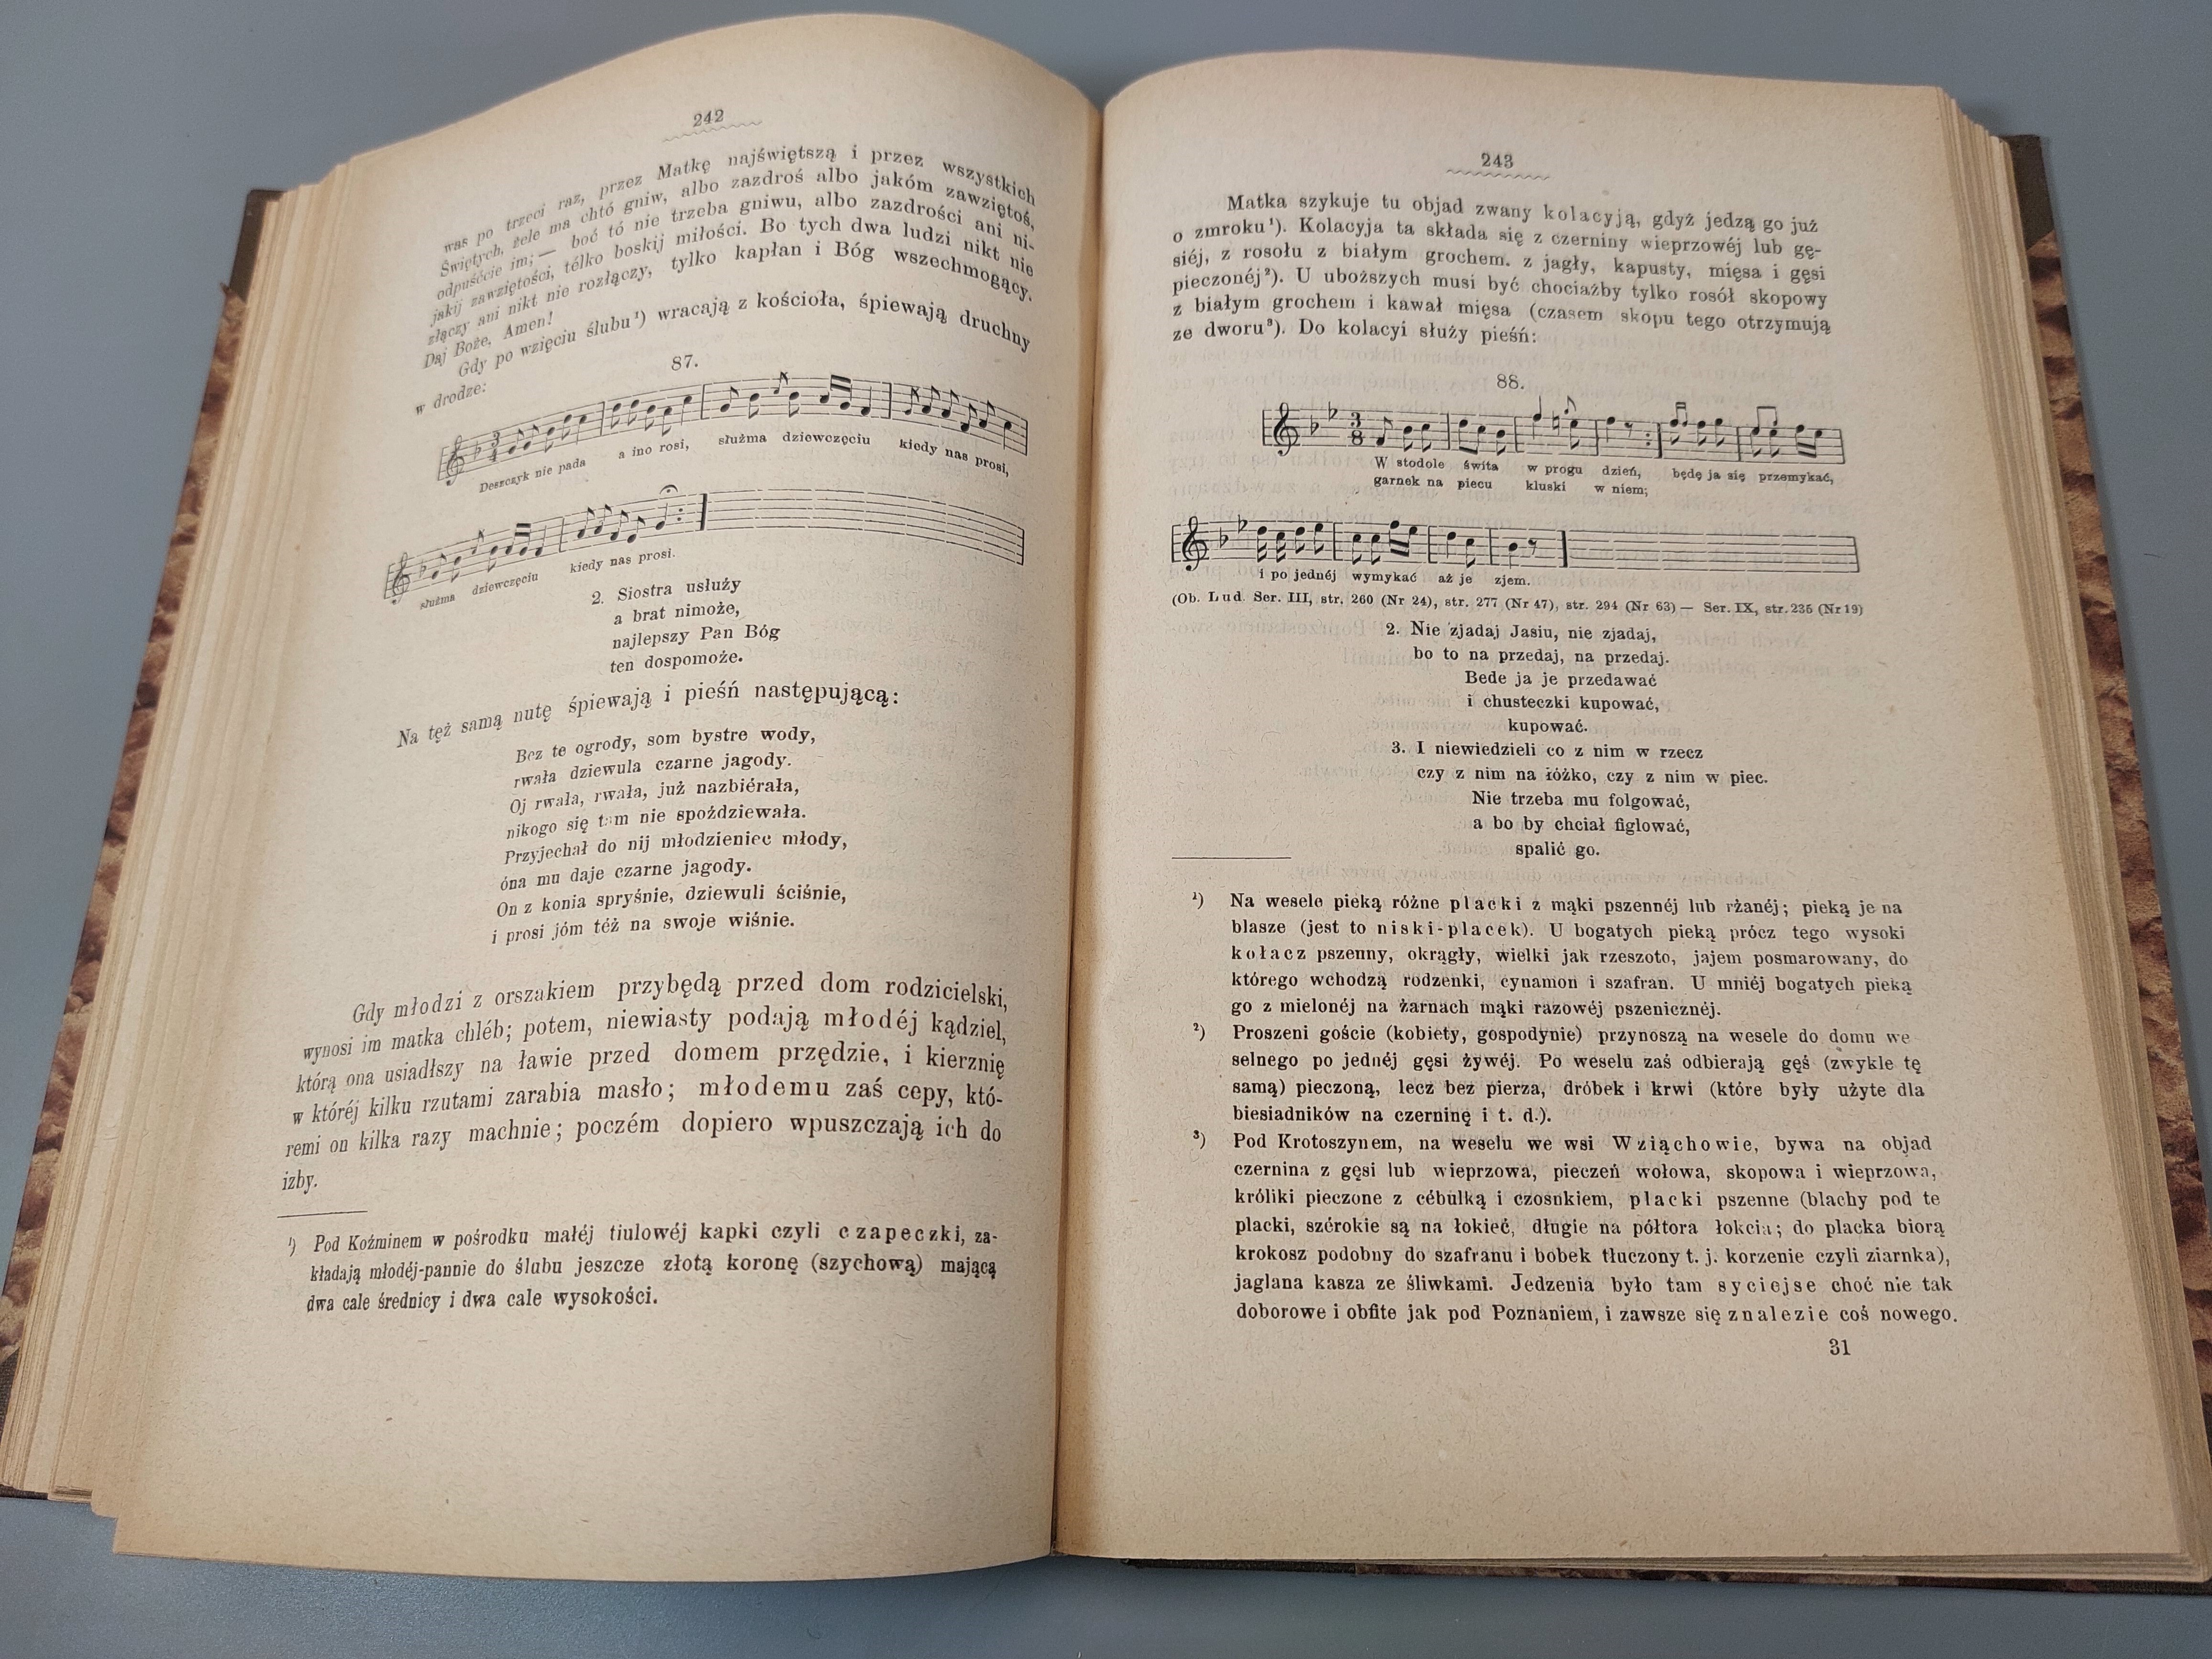 242
was po trzeci raz, przez Matkę najświętszą i przez wszystkich
Świętych, żele ma chtó gniw, albo zazdroś albo jakóm zawziętoś,
odpuśćcie im; — boć tó nie trzeba gniwu, albo zazdrości ani ni-
jakij zawziętości, télko boskij miłości. Bo tych dwa ludzi nikt nie
złączy ani nikt nie rozłączy, tylko kapłan i Bóg wszechmogący.
Daj Boże, Amen!
Gdy po wzięciu ślubu¹) wracają z kościoła, śpiewają druchny
w drodze:
87.
Deszczyk nie pada a ino rosi, służma dziewczęciu kiedy nas prosi,
służma dziewczęciu kiedy nas prosi.
2. Siostra usłuży
a brat nimoże,
najlepszy Pan Bóg
ten dospomoże.
Na też samą nutę śpiewają i pieśń następującą:
Bez te ogrody, som bystre wody,
rwała dziewula czarne jagody.
Oj rwała, rwała, już nazbiérała,
nikogo się tam nie spoździewała.
Przyjechał do nij młodzieniec młody,
óna mu daje czarne jagody.
On z konia spryśnie, dziewuli ściśnie,
i prosi jóm téż na swoje wiśnie.
Gdy młodzi z orszakiem przybędą przed dom rodzicielski,
wynosi im matka chléb; potem, niewiasty podają młodéj kądziel,
którą ona usiadłszy na ławie przed domem przędzie, i kierznię
w któréj kilku rzutami zarabia masło; młodemu zaś cepy, któ-
remi on kilka razy machnie; poczém dopiero wpuszczają ich do
izby.
¹) Pod Koźminem w pośrodku małéj tiulowéj kapki czyli czapeczki, za-
kładają młodéj-pannie do ślubu jeszcze złotą koronę (szychową) mającą
dwa cale średnicy i dwa cale wysokości.
243
Matka szykuje tu objad zwany kolacyją, gdyż jedzą go już
o zmroku¹). Kolacyja ta składa się z czerniny wieprzowéj lub gę-
siéj, z rosołu z białym grochem. z jagły, kapusty, mięsa i gęsi
pieczonéj²). U uboższych musi być chociażby tylko rosół skopowy
z białym grochem i kawał mięsa (czasem skopu tego otrzymują
ze dworu³). Do kolacyi służy pieśń:
88.
W stodole świta w progu dzień, będę ja się przemykać,
garnek na piecu kluski w niem;
i po jednéj wymykać aż je zjem.
(Ob. Lud. Ser. III, str. 260 (Nr 24), str. 277 (Nr 47), str. 294 (Nr 63) — Ser. IX, str. 235 (Nr 19)
2. Nie zjadaj Jasiu, nie zjadaj,
bo to na przedaj, na przedaj.
Bede ja je przedawać
i chusteczki kupować,
kupować.
3. I niewiedzieli co z nim w rzecz
czy z nim na łóżko, czy z nim w piec.
Nie trzeba mu folgować,
a bo by chciał figlować,
spalić go.
¹) Na wesele pieką różne placki z mąki pszennéj lub rżanéj; pieką je na
blasze (jest to niski-placek). U bogatych pieką prócz tego wysoki
kołacz pszenny, okrągły, wielki jak rzeszoto, jajem posmarowany, do
którego wchodzą rodzenki, cynamon i szafran. U mniéj bogatych pieką
go z mielonéj na żarnach mąki razowéj pszenicznéj.
²) Proszeni goście (kobiety, gospodynie) przynoszą na wesele do domu we
selnego po jednéj gęsi żywéj. Po weselu zaś odbierają gęś (zwykle tę
samą) pieczoną, lecz bez pierza, dróbek i krwi (które były użyte dla
biesiadników na czerninę i t. d.).
³) Pod Krotoszynem, na weselu we wsi Wziąchowie, bywa na objad
czernina z gęsi lub wieprzowa, pieczeń wołowa, skopowa i wieprzowa,
króliki pieczone z cébulką i czosnkiem, placki pszenne (blachy pod te
placki, szérokie są na łokieć, długie na półtora łokcia; do placka biorą
krokosz podobny do szafranu i bobek tłuczony t. j. korzenie czyli ziarnka),
jaglana kasza ze śliwkami. Jedzenia było tam syciejse choć nie tak
doborowe i obfite jak pod Poznaniem, i zawsze się znalezie coś nowego.
31